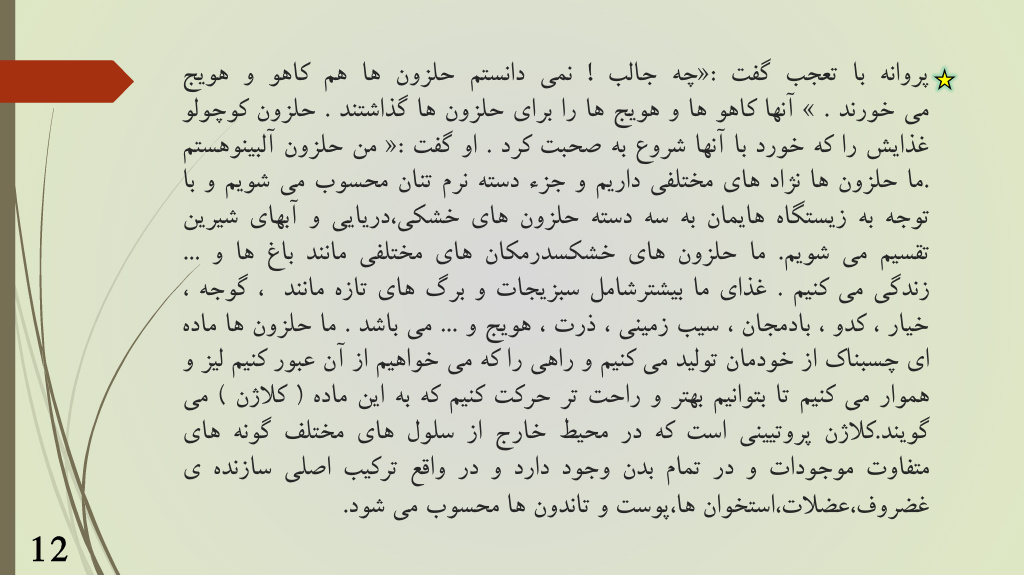 پروانه با تعجب گفت :«چه جالب ! نمی دانستم حلزون ها هم کاهو و هویج
می خورند . » آنها کاهو ها و هویج ها را برای حلزون ها گذاشتند . حلزون کوچولو
غذایش را که خورد با آنها شروع به صحبت کرد . او گفت :« من حلزون آلبینوهستم
.ما حلزون ها نژاد های مختلفی داریم و جزء دسته نرم تنان محسوب می شویم و با
توجه به زیستگاه هایمان به سه دسته حلزون های خشکی،دریایی و آبهای شیرین
تقسیم می شویم. ما حلزون های خشکسدرمکان های مختلفی مانند باغ ها و ...
زندگی می کنیم . غذای ما بیشترشامل سبزیجات و برگ های تازه مانند ، گوجه ،
خیار ، کدو ، بادمجان ، سیب زمینی ، ذرت ، هویج و ... می باشد . ما حلزون ها ماده
ای چسبناک از خودمان تولید می کنیم و راهی را که می خواهیم از آن عبور کنیم لیز و
هموار می کنیم تا بتوانیم بهتر و راحت تر حرکت کنیم که به این ماده ( کلاژن ) می
گویند.کلاژن پروتیینی است که در محیط خارج از سلول های مختلف گونه های
متفاوت موجودات و در تمام بدن وجود دارد و در واقع ترکیب اصلی سازنده ی
غضروف،عضلات،استخوان ها،پوست و تاندون ها محسوب می شود.
12